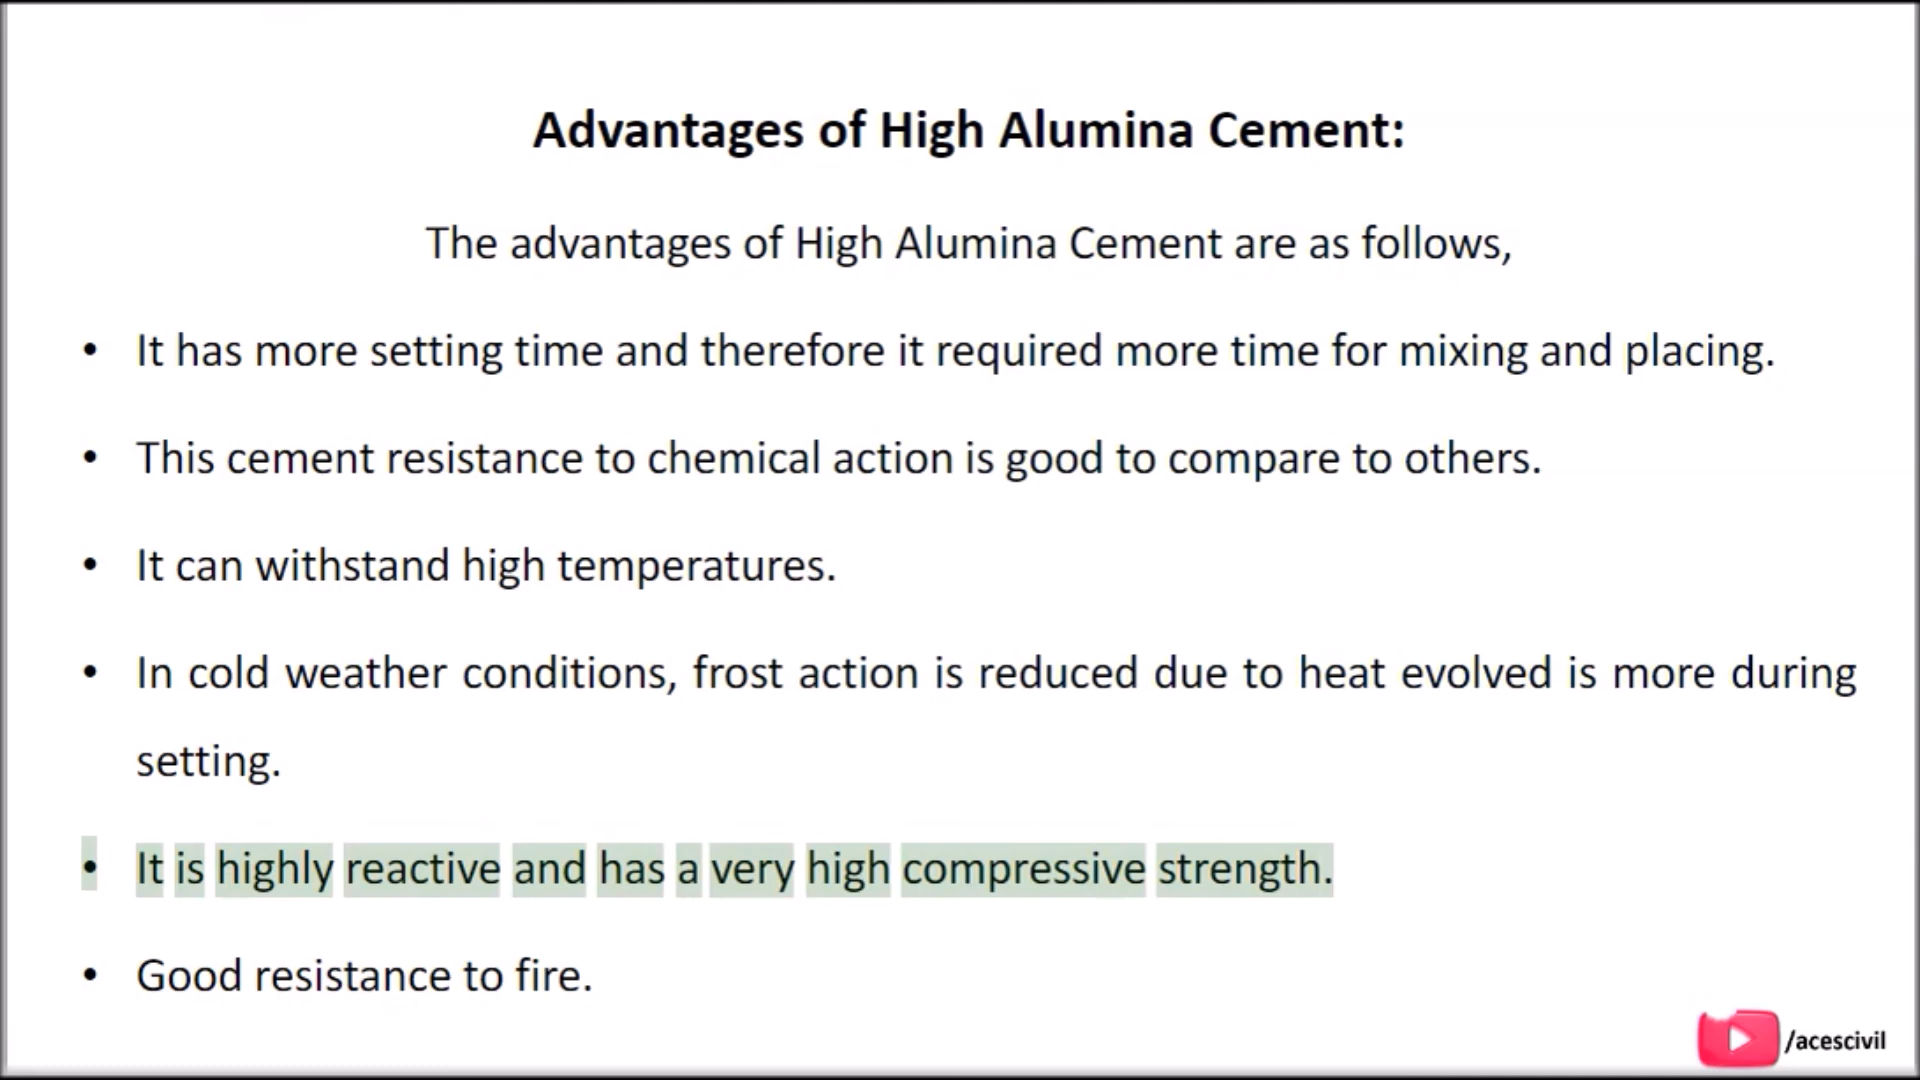 Advantages of High Alumina Cement:
The advantages of High Alumina Cement are as follows,
• It has more setting time and therefore it required more time for mixing and placing.
• This cement resistance to chemical action is good to compare to others.
• It can withstand high temperatures.
• In cold weather conditions, frost action is reduced due to heat evolved is more during
setting.
• It is highly reactive and has a very high compressive strength.
• Good resistance to fire.
/acescivil